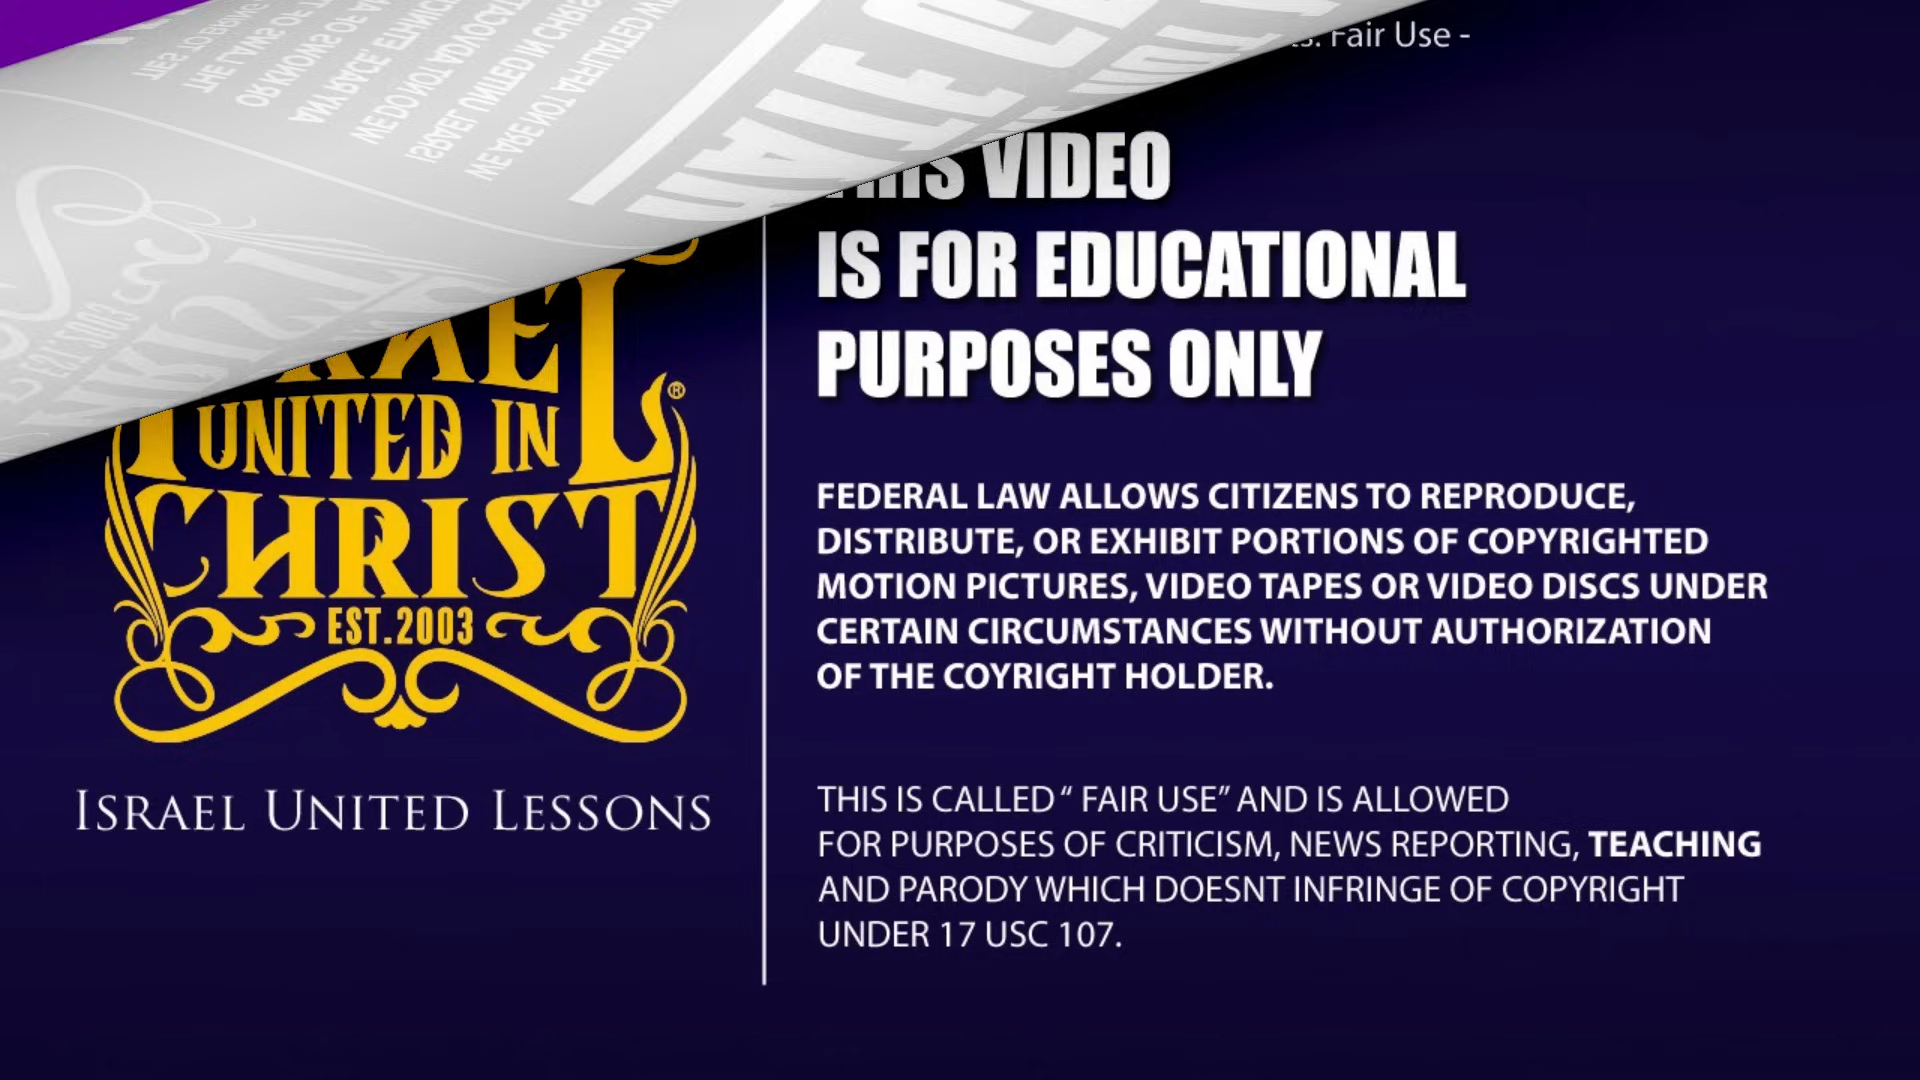 Fair Use -
VIDEO
IS FOR EDUCATIONAL
PURPOSES ONLY
UNITED IN
CHRIST
EST.2003
ISRAEL UNITED LESSONS
FEDERAL LAW ALLOWS CITIZENS TO REPRODUCE,
DISTRIBUTE, OR EXHIBIT PORTIONS OF COPYRIGHTED
MOTION PICTURES, VIDEO TAPES OR VIDEO DISCS UNDER
CERTAIN CIRCUMSTANCES WITHOUT AUTHORIZATION
OF THE COYRIGHT HOLDER.
THIS IS CALLED “ FAIR USE” AND IS ALLOWED
FOR PURPOSES OF CRITICISM, NEWS REPORTING, TEACHING
AND PARODY WHICH DOESNT INFRINGE OF COPYRIGHT
UNDER 17 USC 107.